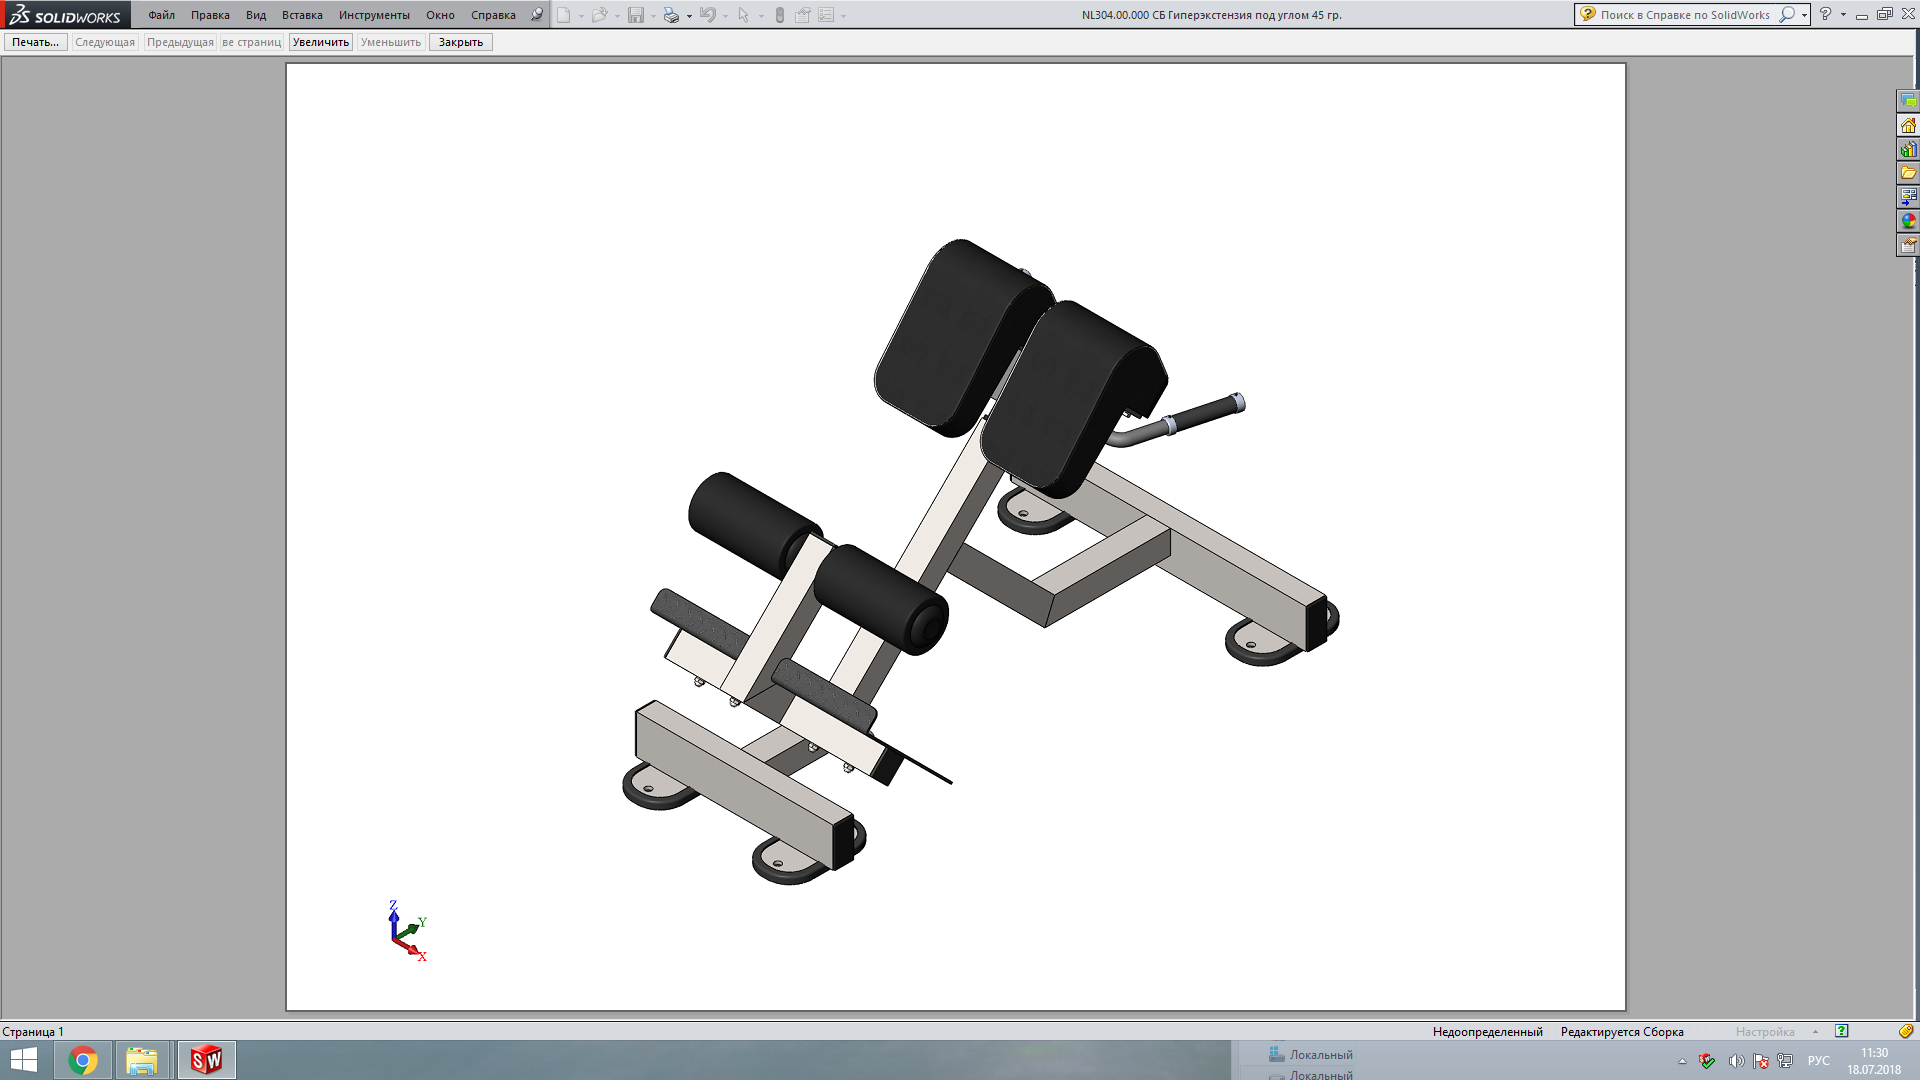 SOLIDWORKS Файл Правка Вид Вставка Инструменты Окно Справка NL304.00.000 СБ Гиперэкстензия под углом 45 гр. Поиск в Справке по SolidWorks
Печать... Следующая Предыдущая ве страниц Увеличить Уменьшить Закрыть
Z
Y
X
Страница 1 Недоопределенный Редактируется Сборка Настройка
SW Локальный РУС 11:30
Локальный 18.07.2018